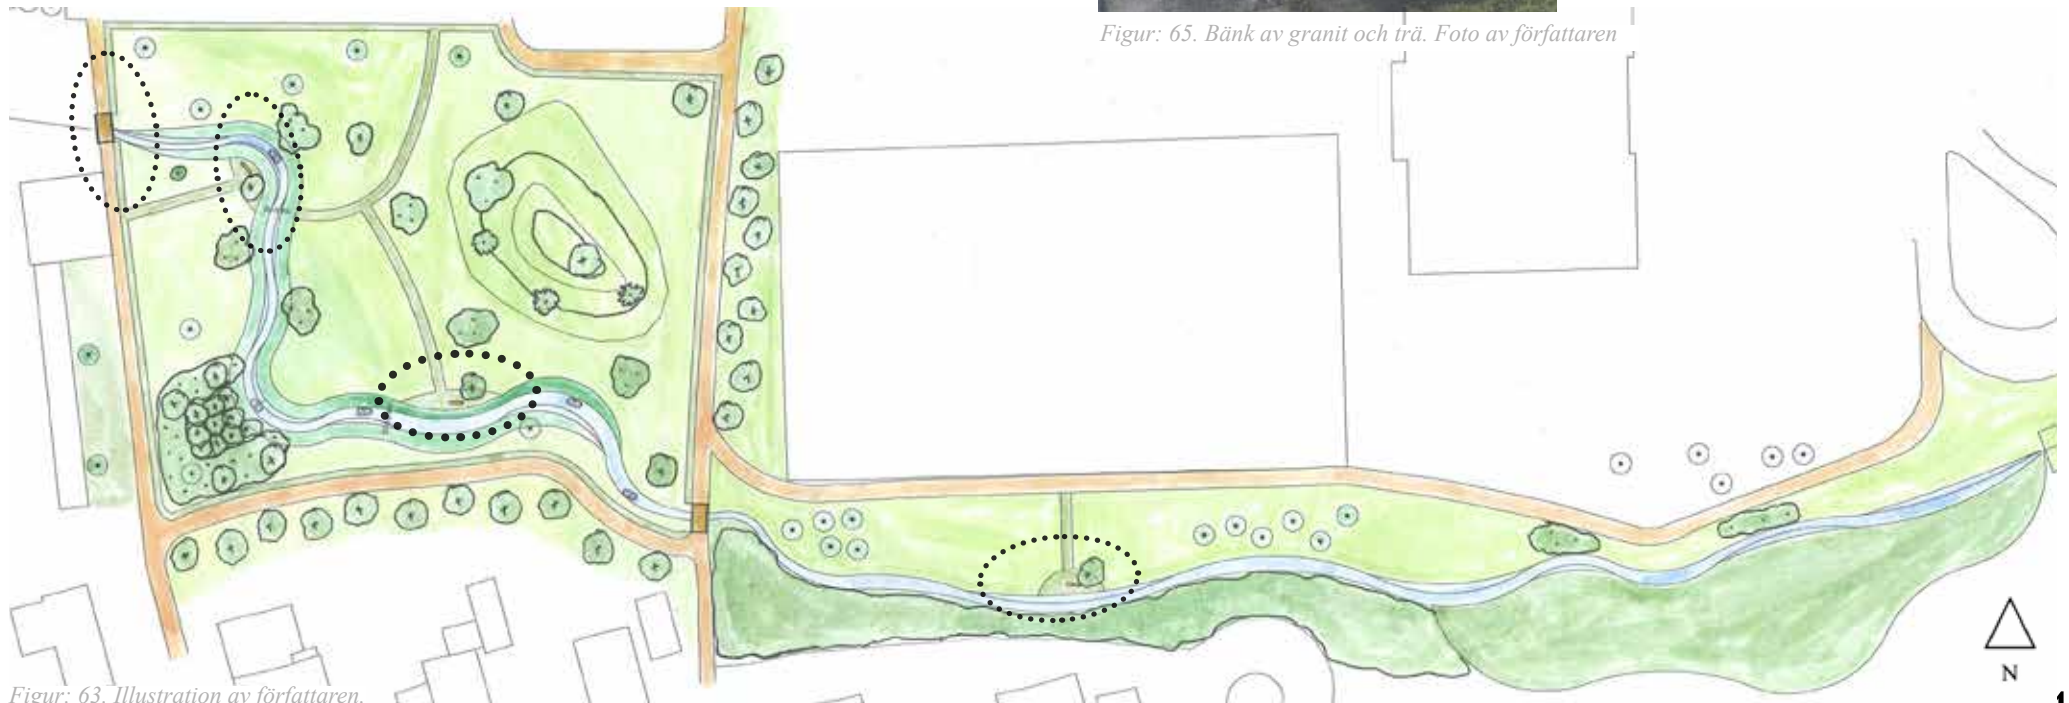 Figur: 65. Bänk av granit och trä. Foto av författaren
N
Figur: 63. Illustration av författaren.